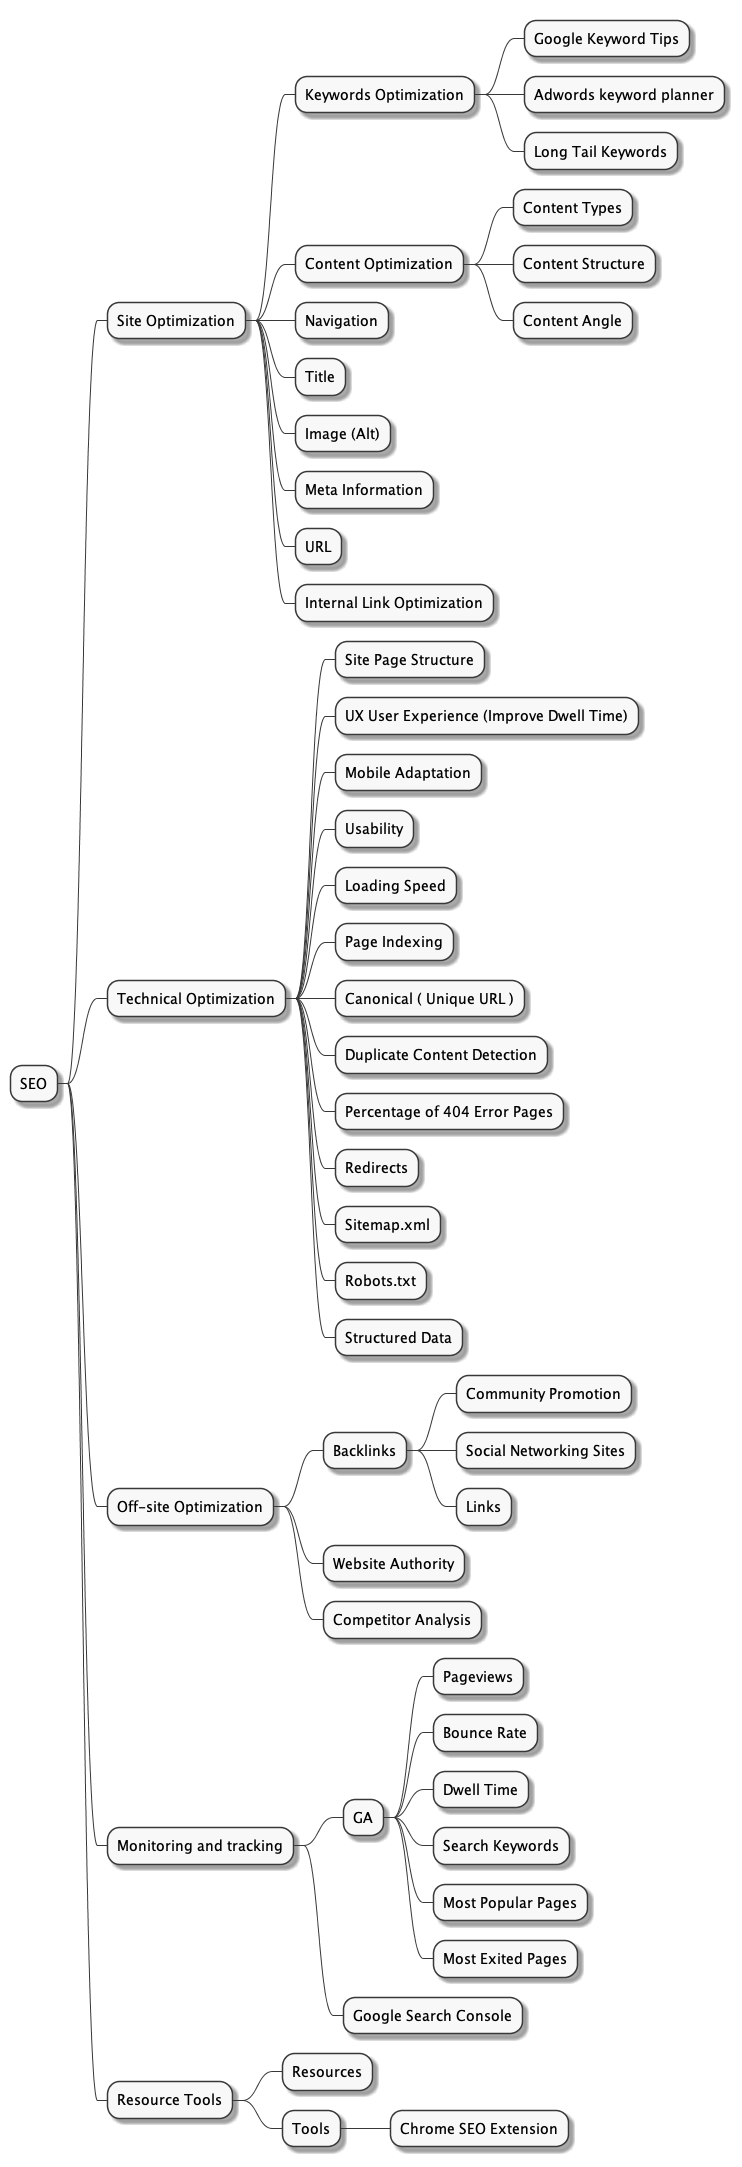 SEO
Site Optimization
Keywords Optimization
Google Keyword Tips
Adwords keyword planner
Long Tail Keywords
Content Optimization
Content Types
Content Structure
Content Angle
Navigation
Title
Image (Alt)
Meta Information
URL
Internal Link Optimization
Technical Optimization
Site Page Structure
UX User Experience (Improve Dwell Time)
Mobile Adaptation
Usability
Loading Speed
Page Indexing
Canonical ( Unique URL )
Duplicate Content Detection
Percentage of 404 Error Pages
Redirects
Sitemap.xml
Robots.txt
Structured Data
Off-site Optimization
Backlinks
Community Promotion
Social Networking Sites
Links
Website Authority
Competitor Analysis
Monitoring and tracking
GA
Pageviews
Bounce Rate
Dwell Time
Search Keywords
Most Popular Pages
Most Exited Pages
Google Search Console
Resource Tools
Resources
Tools
Chrome SEO Extension